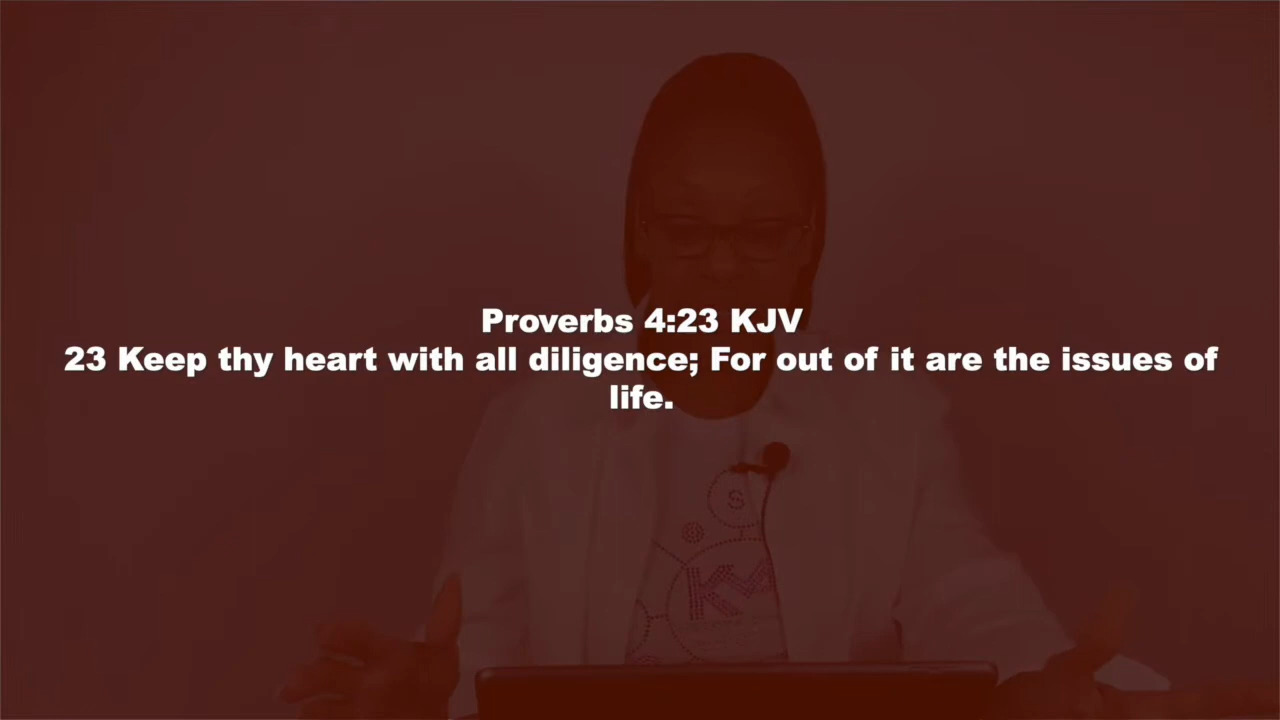 Proverbs 4:23 KJV
23 Keep thy heart with all diligence; For out of it are the issues of
life.